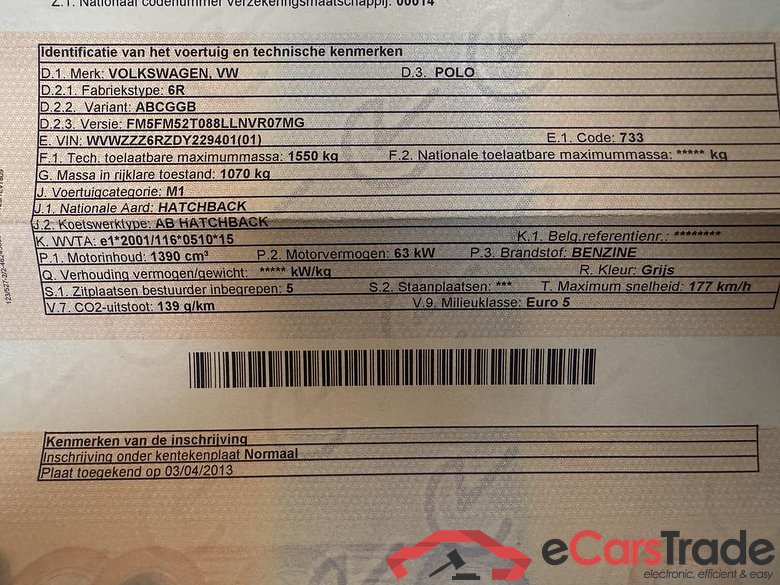 Z.1. Nationaal codenummer verzekeringsmaatschappij: 00014
Identificatie van het voertuig en technische kenmerken
D.1. Merk: VOLKSWAGEN, VW D.3. POLO
D.2.1. Fabriekstype: 6R
D.2.2. Variant: ABCGGB
D.2.3. Versie: FM5FM52T088LLNVR07MG
E. VIN: WVWZZZ6RZDY229401(01) E.1. Code: 733
F.1. Tech. toelaatbare maximummassa: 1550 kg F.2. Nationale toelaatbare maximummassa: ***** kg
G. Massa in rijklare toestand: 1070 kg
J. Voertuigcategorie: M1
J.1. Nationale Aard: HATCHBACK
J.2. Koetswerktype: AB HATCHBACK
K. WVTA: e1*2001/116*0510*15 K.1. Belg.referentienr.: ********
P.1. Motorinhoud: 1390 cm³ P.2. Motorvermogen: 63 kW P.3. Brandstof: BENZINE
Q. Verhouding vermogen/gewicht: ***** kW/kg R. Kleur: Grijs
S.1. Zitplaatsen bestuurder inbegrepen: 5 S.2. Staanplaatsen: *** T. Maximum snelheid: 177 km/h
V.7. CO2-uitstoot: 139 g/km V.9. Milieuklasse: Euro 5
Kenmerken van de inschrijving
Inschrijving onder kentekenplaat Normaal
Plaat toegekend op 03/04/2013
eCarsTrade
electronic, efficient & easy